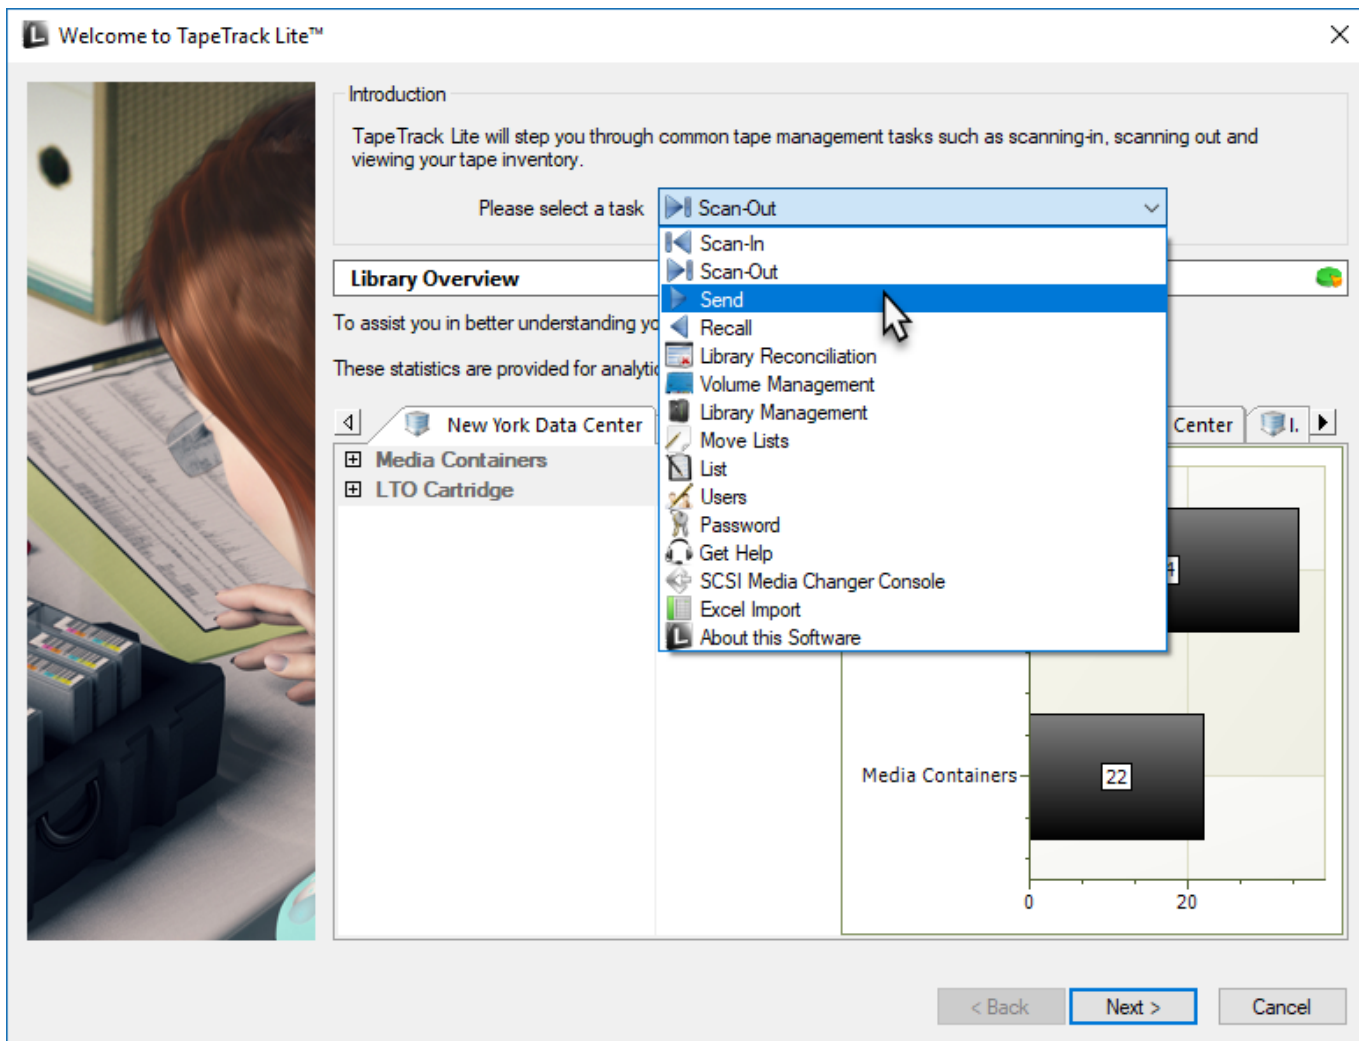 Welcome to TapeTrack Lite™
Introduction
TapeTrack Lite will step you through common tape management tasks such as scanning-in, scanning out and
viewing your tape inventory.
Please select a task
Scan-Out
Scan-In
Scan-Out
Send
Recall
Library Reconciliation
Volume Management
Library Management
Move Lists
List
Users
Password
Get Help
SCSI Media Changer Console
Excel Import
About this Software
Library Overview
To assist you in better understanding
These statistics are provided for
New York Data Center
Center
Media Containers
LTO Cartridge
4
Media Containers
22
0
20
< Back
Next >
Cancel